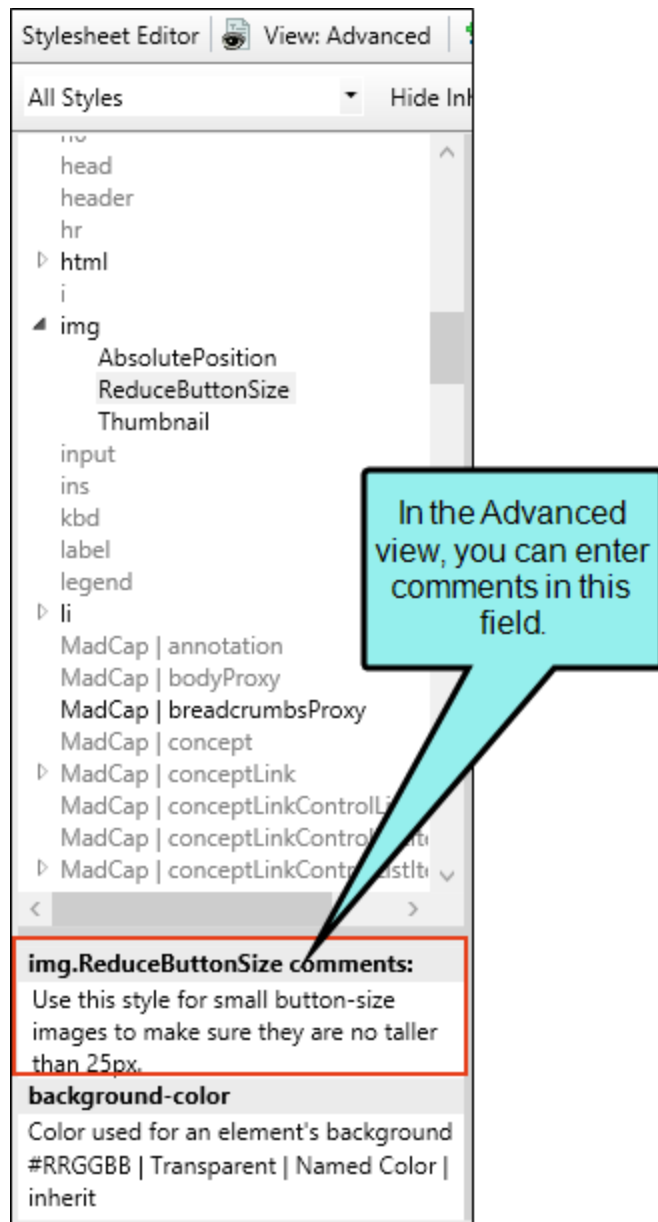 Stylesheet Editor View: Advanced
All Styles Hide
head
header
hr
html
i
img
AbsolutePosition
ReduceButtonSize
Thumbnail
input
ins
kbd
label
legend
li
MadCap | annotation
MadCap | bodyProxy
MadCap | breadcrumbsProxy
MadCap | concept
MadCap | conceptLink
MadCap |
MadCap |
MadCap |
In the Advanced
view, you can enter
comments in this
field.
img.ReduceButtonSize comments:
Use this style for small button-size
images to make sure they are no taller
than 25px.
background-color
Color used for an element's background
#RRGGBB | Transparent | Named Color |
inherit